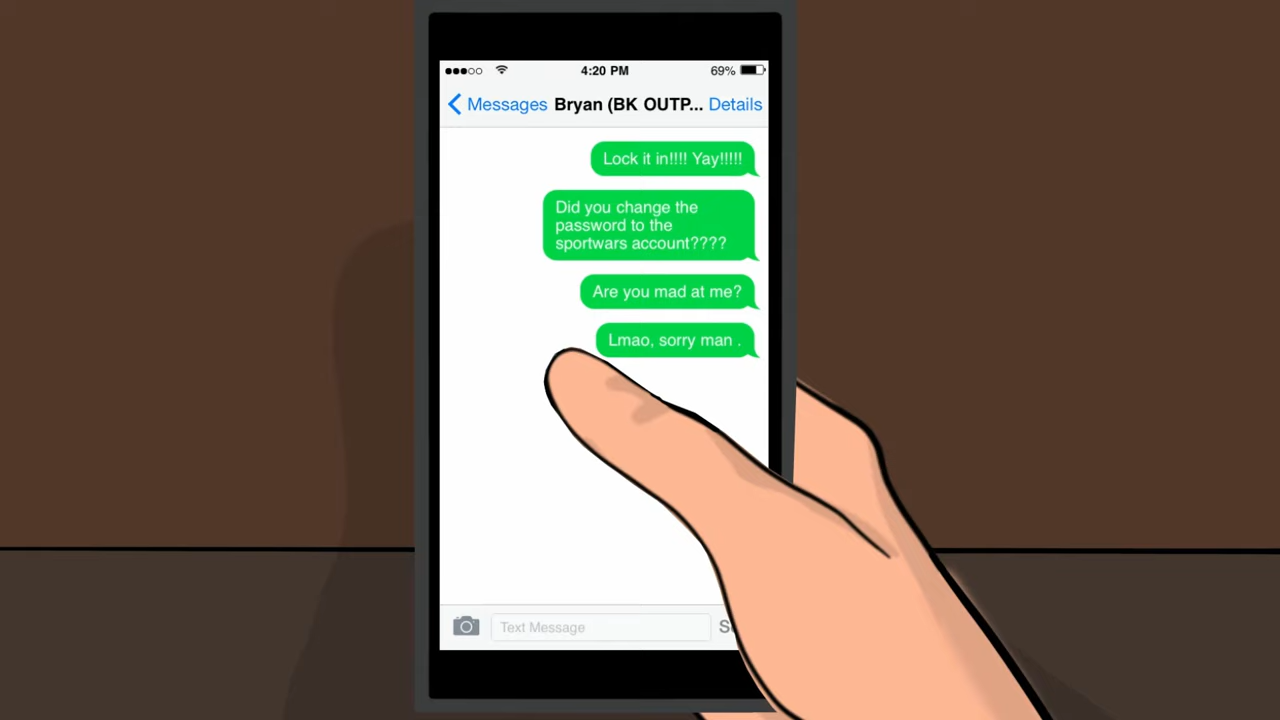 4:20 PM
69%
Messages
Bryan (BK OUTP...
Details
Lock it in!!!! Yay!!!!!
Did you change the
password to the
sportwars account????
Are you mad at me?
Lmao, sorry man .
Text Message